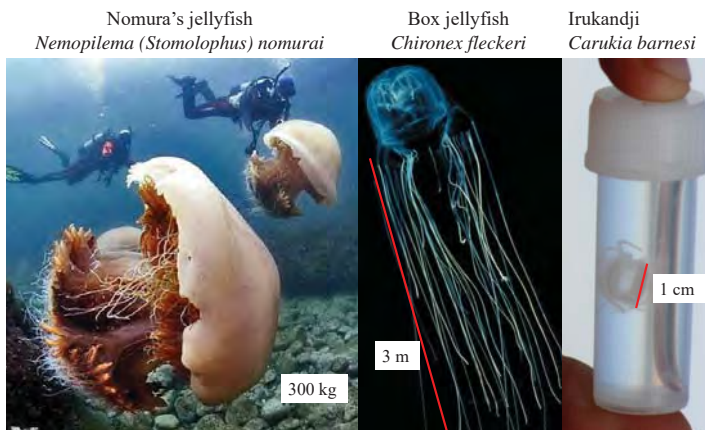 Nomura's jellyfish
Nemopilema (Stomolophus) nomurai
Box jellyfish
Chironex fleckeri
Irukandji
Carukia barnesi
300 kg
3 m
1 cm